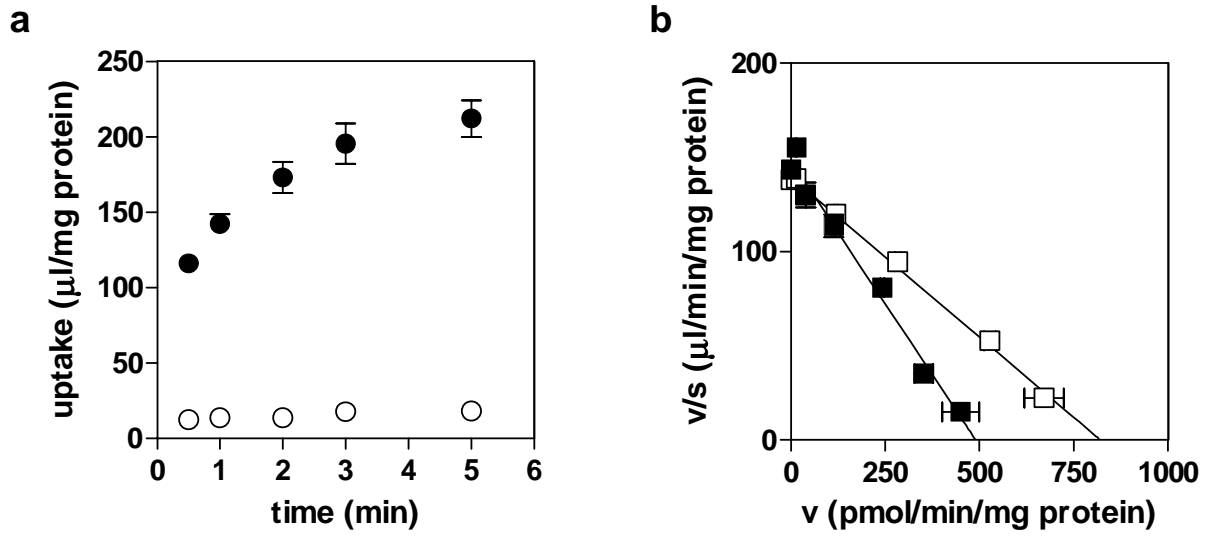 a
250
200
150
100
50
0
uptake (μl/mg protein)
0 1 2 3 4 5 6
time (min)
b
200
100
0
v/s (μl/min/mg protein)
0 250 500 750 1000
v (pmol/min/mg protein)